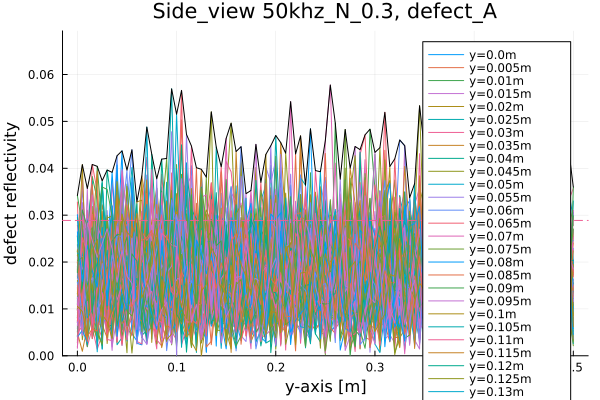 Side_view 50khz_N_0.3, defect_A
defect reflectivity
0.06
0.05
0.04
0.03
0.02
0.01
0.00
0.0
0.1
0.2
0.3
.5
y-axis [m]
y=0.0m
y=0.005m
y=0.01m
y=0.015m
y=0.02m
y=0.025m
y=0.03m
y=0.035m
y=0.04m
y=0.045m
y=0.05m
y=0.055m
y=0.06m
y=0.065m
y=0.07m
y=0.075m
y=0.08m
y=0.085m
y=0.09m
y=0.095m
y=0.1m
y=0.105m
y=0.11m
y=0.115m
y=0.12m
y=0.125m
y=0.13m